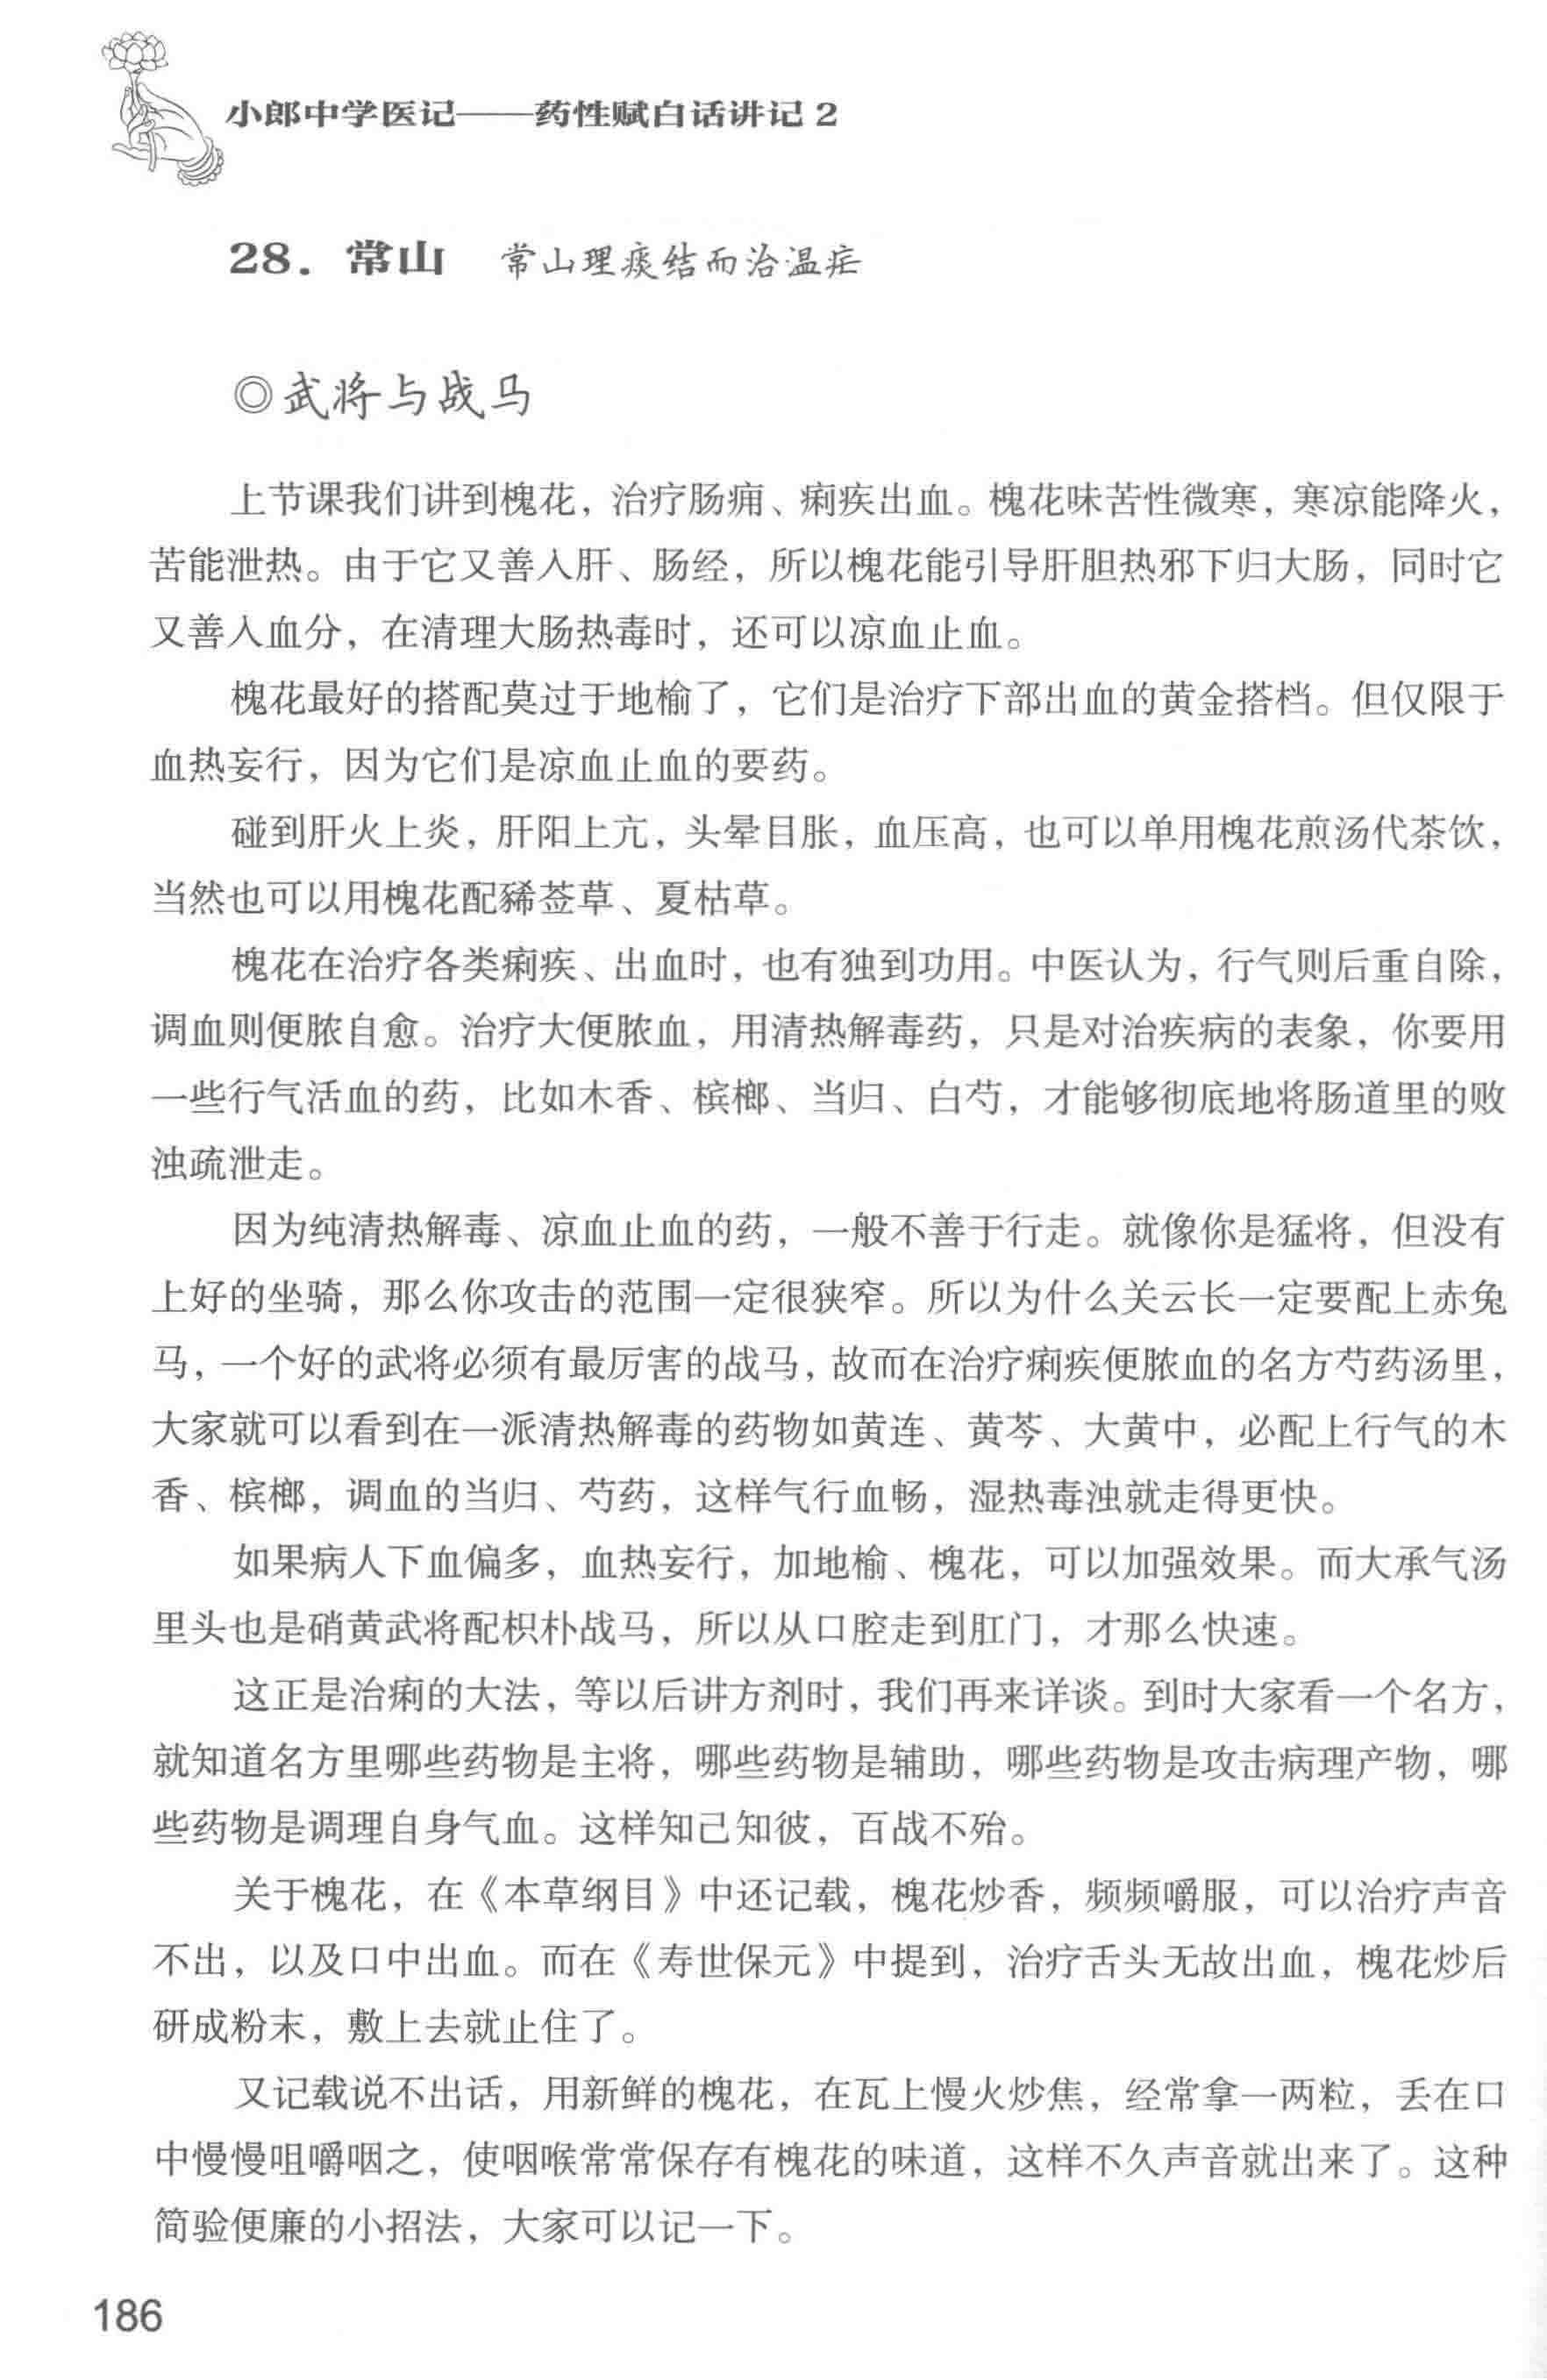 小郎中学医记——药性赋白话讲记 2
28. 常山 常山理痰结而治温疟
◎武将与战马
上节课我们讲到槐花，治疗肠痈、痢疾出血。槐花味苦性微寒，寒凉能降火，
苦能泄热。由于它又善入肝、肠经，所以槐花能引导肝胆热邪下归大肠，同时它
又善入血分，在清理大肠热毒时，还可以凉血止血。
槐花最好的搭配莫过于地榆了，它们是治疗下部出血的黄金搭档。但仅限于
血热妄行，因为它们是凉血止血的要药。
碰到肝火上炎，肝阳上亢，头晕目胀，血压高，也可以单用槐花煎汤代茶饮，
当然也可以用槐花配豨莶草、夏枯草。
槐花在治疗各类痢疾、出血时，也有独到功用。中医认为，行气则后重自除，
调血则便脓自愈。治疗大便脓血，用清热解毒药，只是对治疾病的表象，你要用
一些行气活血的药，比如木香、槟榔、当归、白芍，才能够彻底地将肠道里的败
浊疏泄走。
因为纯清热解毒、凉血止血的药，一般不善于行走。就像你是猛将，但没有
上好的坐骑，那么你攻击的范围一定很狭窄。所以为什么关云长一定要配上赤兔
马，一个好的武将必须有最厉害的战马，故而在治疗痢疾便脓血的名方芍药汤里，
大家就可以看到在一派清热解毒的药物如黄连、黄芩、大黄中，必配上行气的木
香、槟榔，调血的当归、芍药，这样气行血畅，湿热毒浊就走得更快。
如果病人下血偏多，血热妄行，加地榆、槐花，可以加强效果。而大承气汤
里头也是硝黄武将配枳朴战马，所以从口腔走到肛门，才那么快速。
这正是治痢的大法，等以后讲方剂时，我们再来详谈。到时大家看一个名方，
就知道名方里哪些药物是主将，哪些药物是辅助，哪些药物是攻击病理产物，哪
些药物是调理自身气血。这样知己知彼，百战不殆。
关于槐花，在《本草纲目》中还记载，槐花炒香，频频嚼服，可以治疗声音
不出，以及口中出血。而在《寿世保元》中提到，治疗舌头无故出血，槐花炒后
研成粉末，敷上去就止住了。
又记载说不出话，用新鲜的槐花，在瓦上慢火炒焦，经常拿一两粒，丢在口
中慢慢咀嚼咽之，使咽喉常常保存有槐花的味道，这样不久声音就出来了。这种
简验便廉的小招法，大家可以记一下。
186